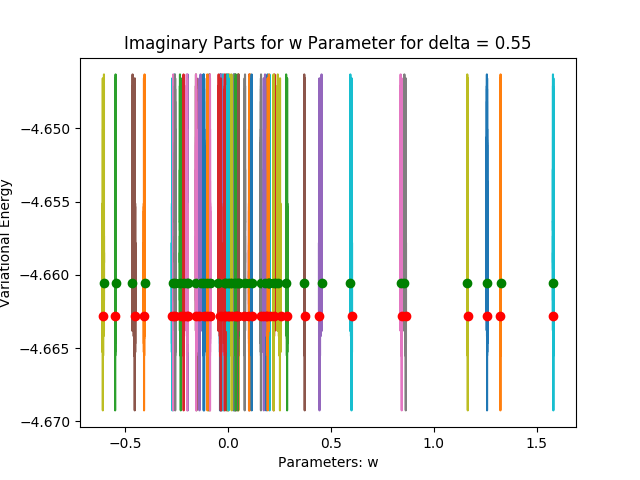 Imaginary Parts for w Parameter for delta = 0.55
Variational Energy
−4.650
−4.655
−4.660
−4.665
−4.670
−0.5 0.0 0.5 1.0 1.5
Parameters: w